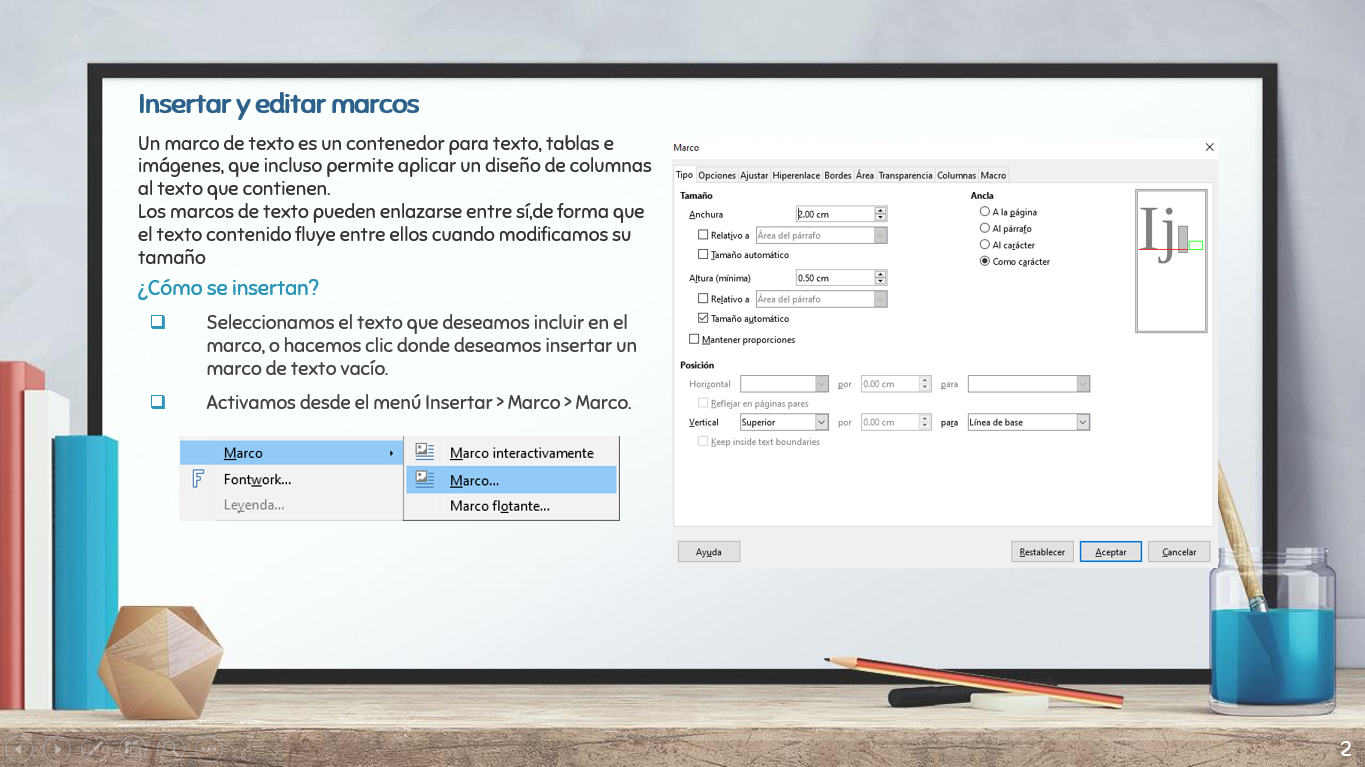 Insertar y editar marcos
Un marco de texto es un contenedor para texto, tablas e
imágenes, que incluso permite aplicar un diseño de columnas
al texto que contienen.
Los marcos de texto pueden enlazarse entre sí,de forma que
el texto contenido fluye entre ellos cuando modificamos su
tamaño
¿Cómo se insertan?
Seleccionamos el texto que deseamos incluir en el
marco, o hacemos clic donde deseamos insertar un
marco de texto vacío.
Activamos desde el menú Insertar > Marco > Marco.
Marco
Fontwork...
Leyenda...
Marco interactivamente
Marco...
Marco flotante...
Marco
Tipo Opciones Ajustar Hiperenlace Bordes Área Transparencia Columnas Macro
Tamaño
Anchura 2.00 cm
Relativo a Área del párrafo
Tamaño automático
Altura (mínima) 0.50 cm
Relativo a Área del párrafo
Tamaño automático
Mantener proporciones
Ancla
A la página
Al párrafo
Al carácter
Como carácter
Ij
Posición
Horizontal por 0.00 cm para
Reflejar en páginas pares
Vertical Superior por 0.00 cm para Línea de base
Keep inside text boundaries
Ayuda Restablecer Aceptar Cancelar
2